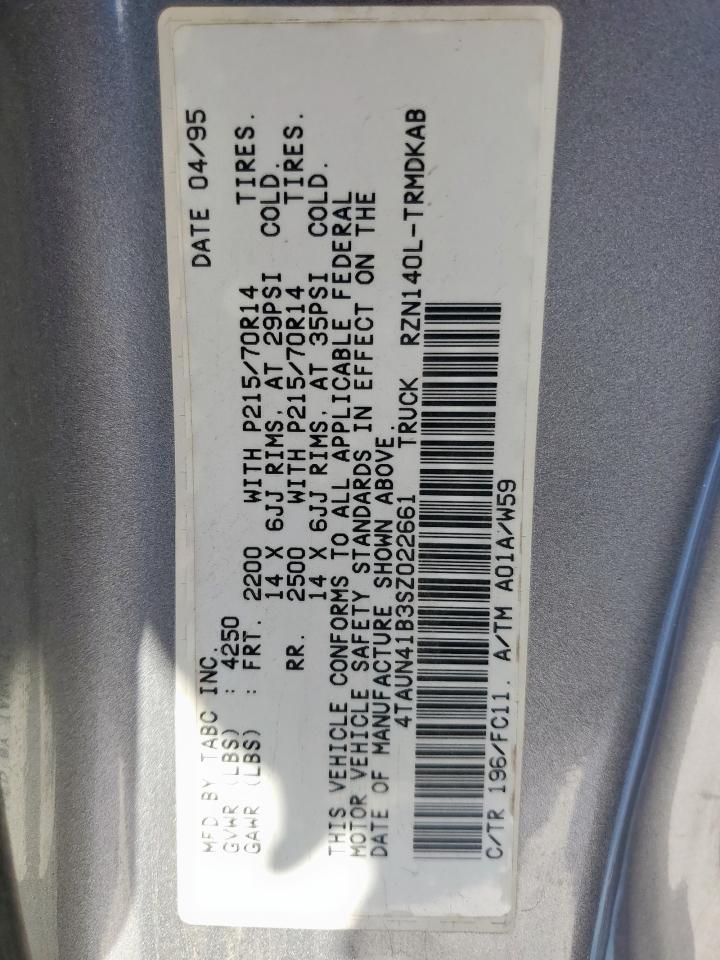 MFD BY TABC INC. DATE 04/95
GVWR (LBS) : 4250
GAWR (LBS) : FRT. 2200 WITH P215/70R14 TIRES.
14 X 6JJ RIMS, AT 29PSI COLD.
RR. 2500 WITH P215/70R14 TIRES.
14 X 6JJ RIMS, AT 35PSI COLD.
THIS VEHICLE CONFORMS TO ALL APPLICABLE FEDERAL
MOTOR VEHICLE SAFETY STANDARDS IN EFFECT ON THE
DATE OF MANUFACTURE SHOWN ABOVE.
4TAUN41B3SZ022661 TRUCK RZN140L-TRMDKAB
C/TR 196/FC11. A/TM A01A/W59